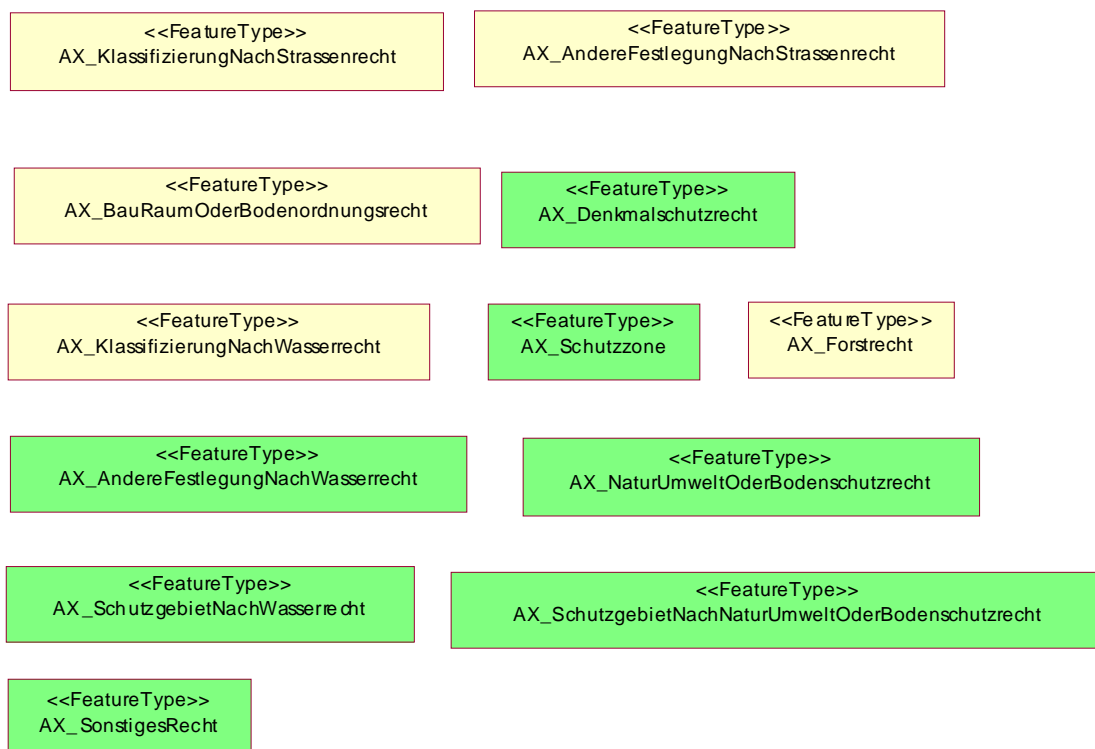 <<FeatureType>>
AX_KlassifizierungNachStrassenrecht
<<FeatureType>>
AX_AndereFestlegungNachStrassenrecht
<<FeatureType>>
AX_BauRaumOderBodenordnungsrecht
<<FeatureType>>
AX_Denkmalschutzrecht
<<FeatureType>>
AX_KlassifizierungNachWasserrecht
<<FeatureType>>
AX_Schutzzone
<<FeatureType>>
AX_Forstrecht
<<FeatureType>>
AX_AndereFestlegungNachWasserrecht
<<FeatureType>>
AX_NaturUmweltOderBodenschutzrecht
<<FeatureType>>
AX_SchutzgebietNachWasserrecht
<<FeatureType>>
AX_SchutzgebietNachNaturUmweltOderBodenschutzrecht
<<FeatureType>>
AX_SonstigesRecht